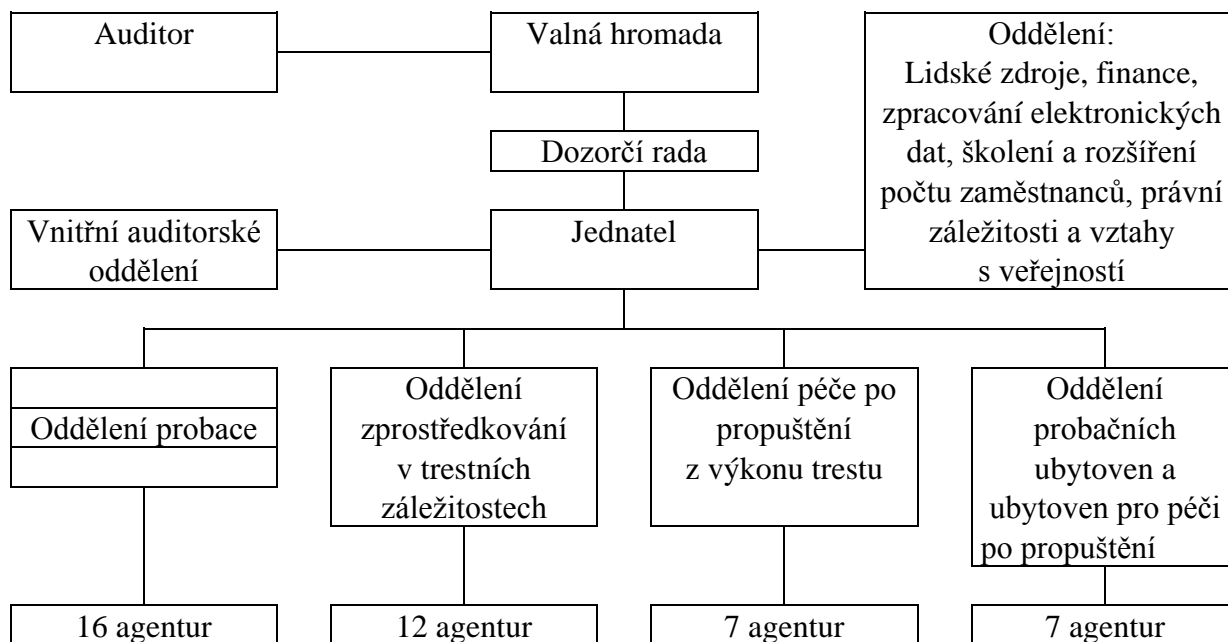 Auditor
Valná hromada
Oddělení:
Lidské zdroje, finance,
zpracování elektronických
dat, školení a rozšíření
počtu zaměstnanců, právní
záležitosti a vztahy
s veřejností
Dozorčí rada
Vnitřní auditorské
oddělení
Jednatel
Oddělení probace
Oddělení
zprostředkování
v trestních
záležitostech
Oddělení péče po
propuštění
z výkonu trestu
Oddělení
probačních
ubytoven a
ubytoven pro péči
po propuštění
16 agentur
12 agentur
7 agentur
7 agentur